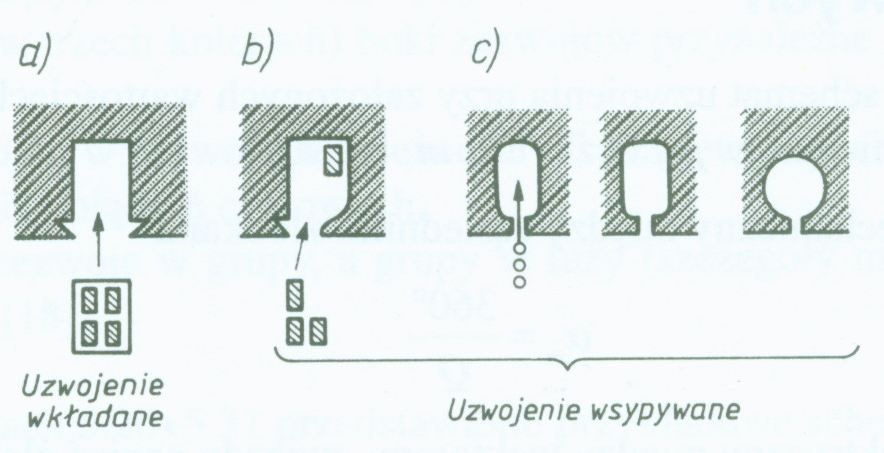 a)
b)
c)
Uzwojenie
wkładane
Uzwojenie wsypywane